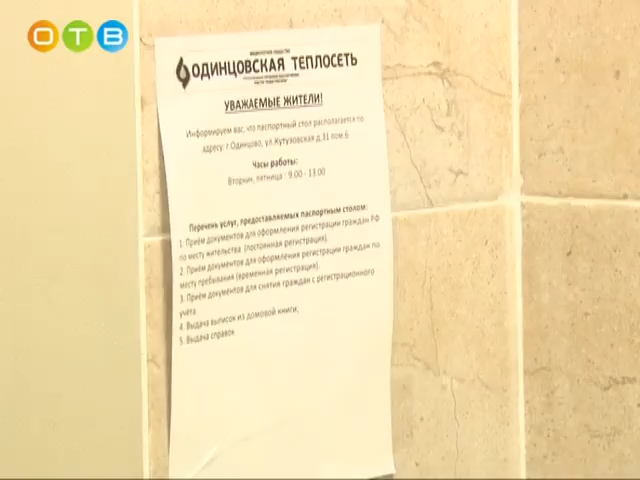 ОТВ
АКЦИОНЕРНОЕ ОБЩЕСТВО
ОДИНЦОВСКАЯ ТЕПЛОСЕТЬ
УВАЖАЕМЫЕ ЖИТЕЛИ!
Информируем вас, что паспортный стол располагается по
адресу: г.Одинцово, ул.Кутузовская д.31 пом.6
Часы работы:
Вторник, пятница : 9.00 - 13.00
Перечень услуг, предоставляемых паспортным столом:
1. Приём документов для оформления регистрации граждан РФ
по месту жительства (постоянная регистрация).
2. Приём документов для оформления регистрации граждан по
месту пребывания (временная регистрация).
3. Приём документов для снятия граждан с регистрационного
учета
4. Выдача выписок из домовой книги;
5. Выдача справок